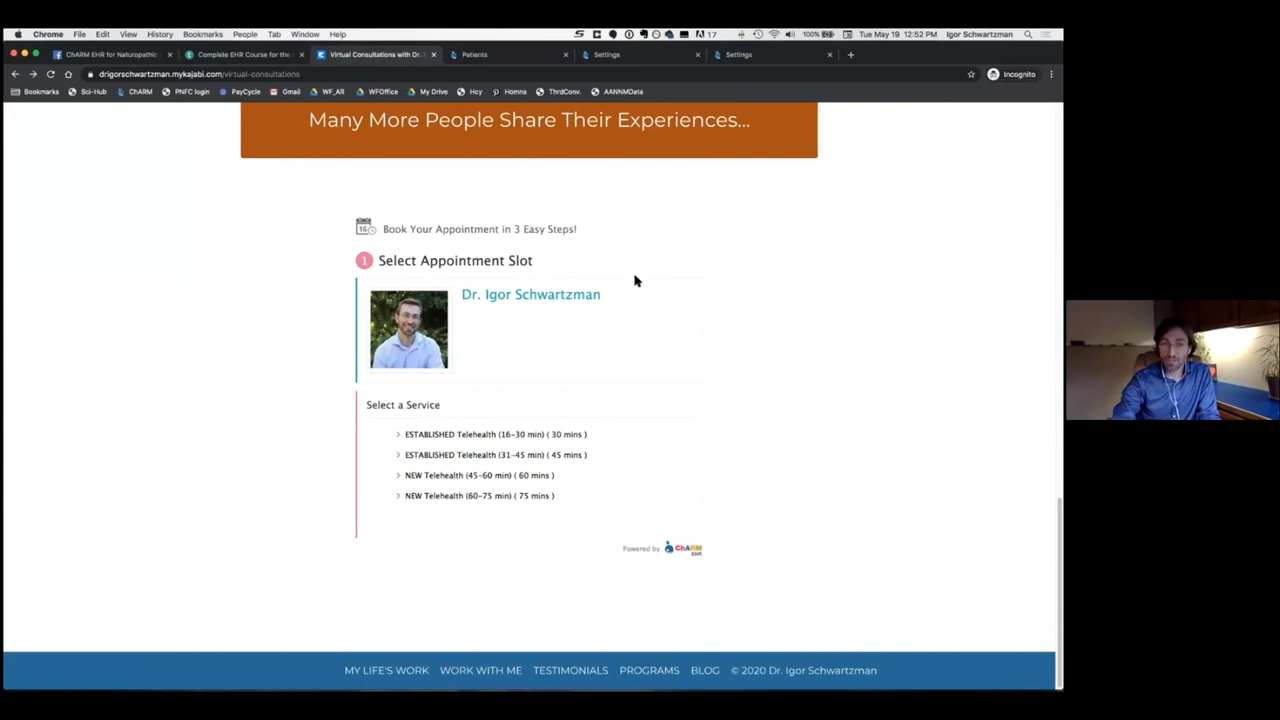 Chrome File Edit View History Bookmarks People Tab Window Help 17 100% Tue May 19 12:52 PM Igor Schwartzman
ChARM EHR for Naturopathic Complete EHR Course for the Virtual Consultations with Dr. Patients Settings Settings
drigorschwartzman.mykajabi.com/virtual-consultations Incognito
Bookmarks Sci-Hub ChARM PNFC login PayCycle Gmail WF_AR WFOffice My Drive Hcy Homns ThrdConv. AANNMData
Many More People Share Their Experiences...
16 Book Your Appointment in 3 Easy Steps!
1 Select Appointment Slot
Dr. Igor Schwartzman
Select a Service
ESTABLISHED Telehealth (16-30 min) ( 30 mins )
ESTABLISHED Telehealth (31-45 min) ( 45 mins )
NEW Telehealth (45-60 min) ( 60 mins )
NEW Telehealth (60-75 min) ( 75 mins )
Powered by ChARM EHR
MY LIFE'S WORK WORK WITH ME TESTIMONIALS PROGRAMS BLOG © 2020 Dr. Igor Schwartzman